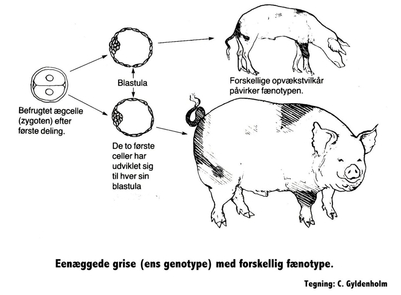 Blastula
Forskellige opvækstvilkår
påvirker fænotypen.
Befrugtet ægcelle
(zygoten) efter
første deling.
De to første
celler har
udviklet sig
til hver sin
blastula
Eenæggede grise (ens genotype) med forskellig fænotype.
Tegning: C. Gyldenholm